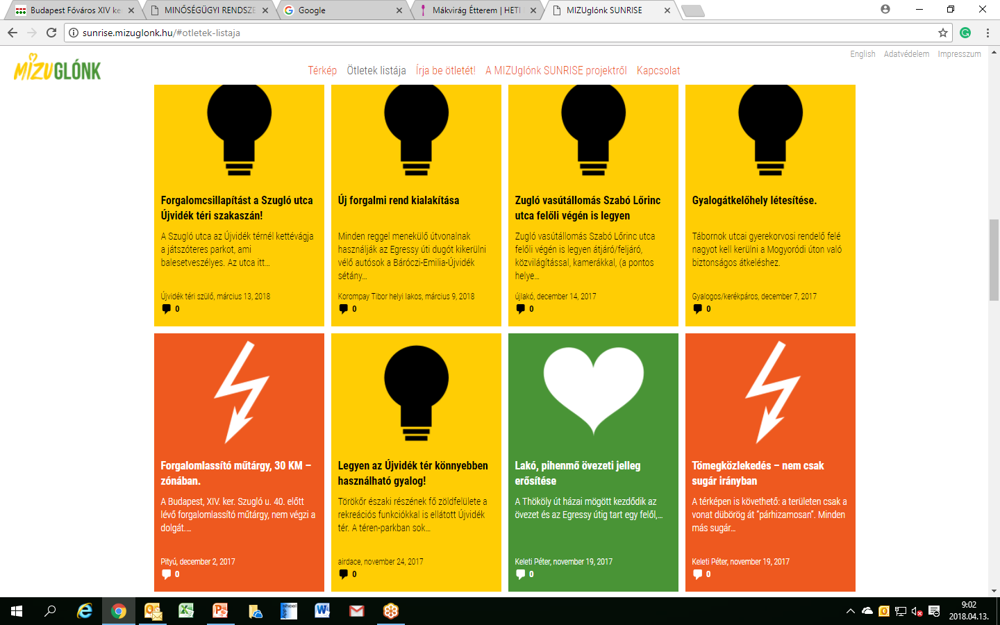 Budapest Főváros XIV ke
MINŐSÉGÜGYI RENDSZE
Google
Mákvirág Étterem | HETI
MIZUglónk SUNRISE
sunrise.mizuglonk.hu/#otletek-listaja
English Adatvédelem Impresszum
MIZUGLÓNK
Térkép Ötletek listája Írja be ötletét! A MIZUglónk SUNRISE projektről Kapcsolat
Forgalomcsillapítást a Szugló utca
Újvidék téri szakaszán!
A Szugló utca az Újvidék térnél kettévágja
a játszóteres parkot, ami
balesetveszélyes. Az utca itt...
Újvidék téri szülő, március 13, 2018
0
Új forgalmi rend kialakítása
Minden reggel menekülő útvonalnak
használják az Egressy úti dugót kikerülni
vélő autósok a Báróczi-Emilia-Újvidék
sétány...
Korompay Tibor helyi lakos, március 9, 2018
0
Zugló vasútállomás Szabó Lőrinc
utca felőli végén is legyen
Zugló vasútállomás Szabó Lőrinc utca
felőli végén is legyen átjáró/feljáró,
közvilágítással, kamerákkal, (a pontos
helye...
újlakó, december 14, 2017
0
Gyalogátkelőhely létesítése.
Tábornok utcai gyerekorvosi rendelő felé
nagyot kell kerülni a Mogyoródi úton való
biztonságos átkeléshez.
Gyalogos/kerékpáros, december 7, 2017
0
Forgalomlassító műtárgy, 30 KM –
zónában.
A Budapest, XIV. ker. Szugló u. 40. előtt
lévő forgalomlassító műtárgy, nem végzi a
dolgát....
Pityú, december 2, 2017
0
Legyen az Újvidék tér könnyebben
használható gyalog!
Törökőr északi részének fő zöldfelülete a
rekreációs funkciókkal is ellátott Újvidék
tér. A téren-parkban sok...
airdace, november 24, 2017
0
Lakó, pihenmő övezeti jelleg
erősítése
A Thököly út házai mögött kezdődik az
övezet és az Egressy útig tart egy felől,...
Keleti Péter, november 19, 2017
0
Tömegközlekedés – nem csak
sugár irányban
A térképen is követhető: a területen csak a
vonat dübörög át "párhizamosan". Minden
más sugár...
Keleti Péter, november 19, 2017
0
9:02
2018.04.13.